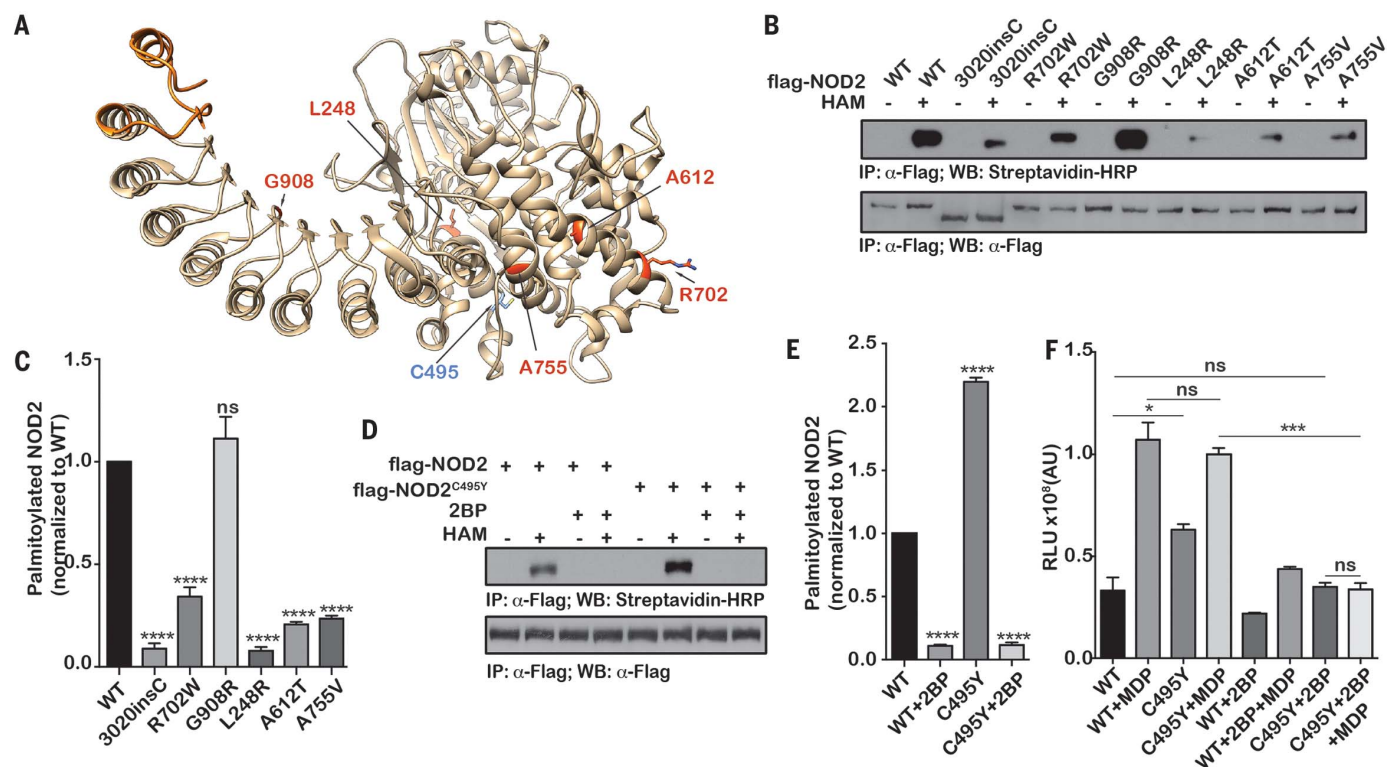 A
L248
G908
A612
R702
C495
A755
B
WT
WT
3020insC
3020insC
R702W
R702W
G908R
G908R
L248R
L248R
A612T
A612T
A755V
A755V
flag-NOD2
HAM - + - + - + - + - + - + - +
IP: α-Flag; WB: Streptavidin-HRP
IP: α-Flag; WB: α-Flag
C
Palmitoylated NOD2
(normalized to WT)
1.5
1.0
0.5
0.0
****
****
ns
****
****
****
WT
3020insC
R702W
G908R
L248R
A612T
A755V
D
flag-NOD2 + + + +
flag-NOD2C495Y + + + +
2BP + + + +
HAM - + - + - + - +
IP: α-Flag; WB: Streptavidin-HRP
IP: α-Flag; WB: α-Flag
E
Palmitoylated NOD2
(normalized to WT)
2.5
2.0
1.5
1.0
0.5
0.0
****
****
****
WT
WT+2BP
C495Y
C495Y+2BP
F
RLU x10⁸(AU)
1.5
1.0
0.5
0.0
ns
ns
*
***
ns
WT
WT+MDP
C495Y
C495Y+MDP
WT+2BP
WT+2BP+MDP
C495Y+2BP
C495Y+2BP
+MDP